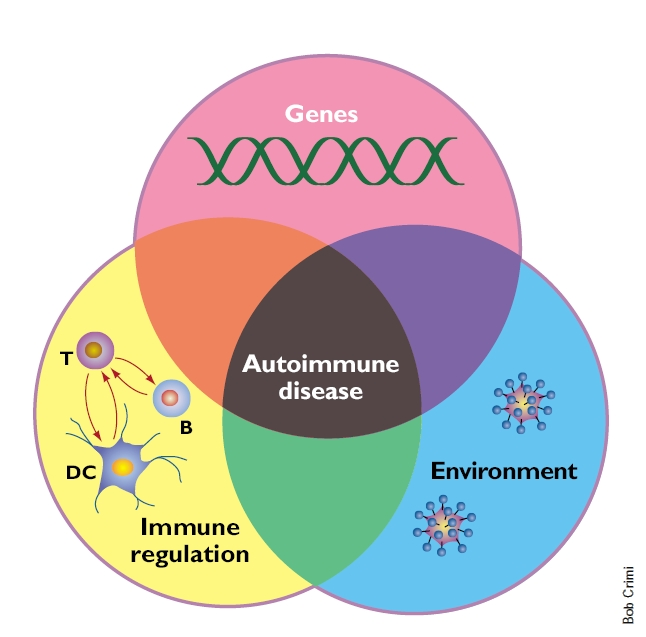 Genes
Autoimmune
disease
T
B
DC
Environment
Immune
regulation
Bob Crimi